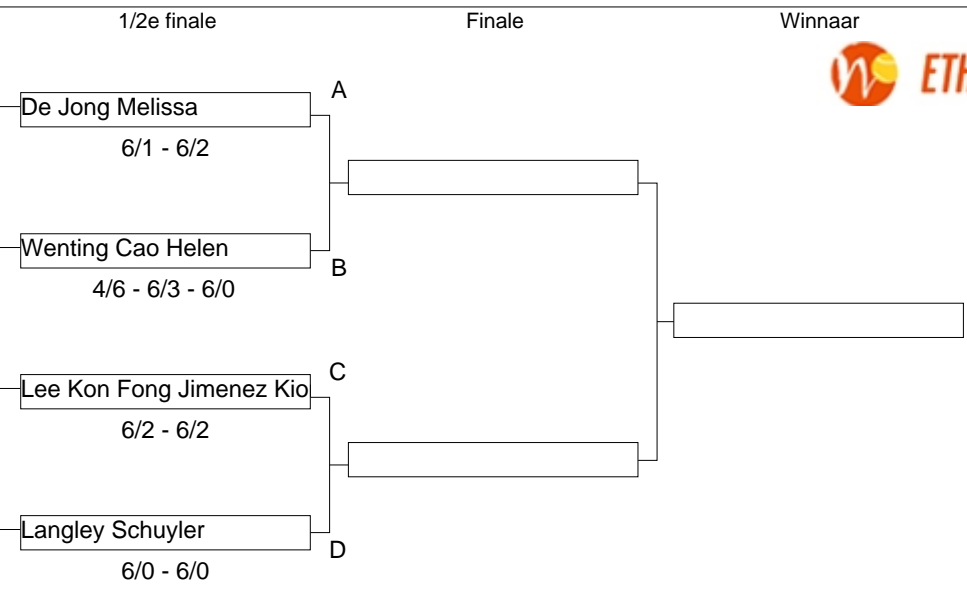 1/2e finale Finale Winnaar
ETH
A
De Jong Melissa
6/1 - 6/2
Wenting Cao Helen
B
4/6 - 6/3 - 6/0
C
Lee Kon Fong Jimenez Kio
6/2 - 6/2
Langley Schuyler
D
6/0 - 6/0